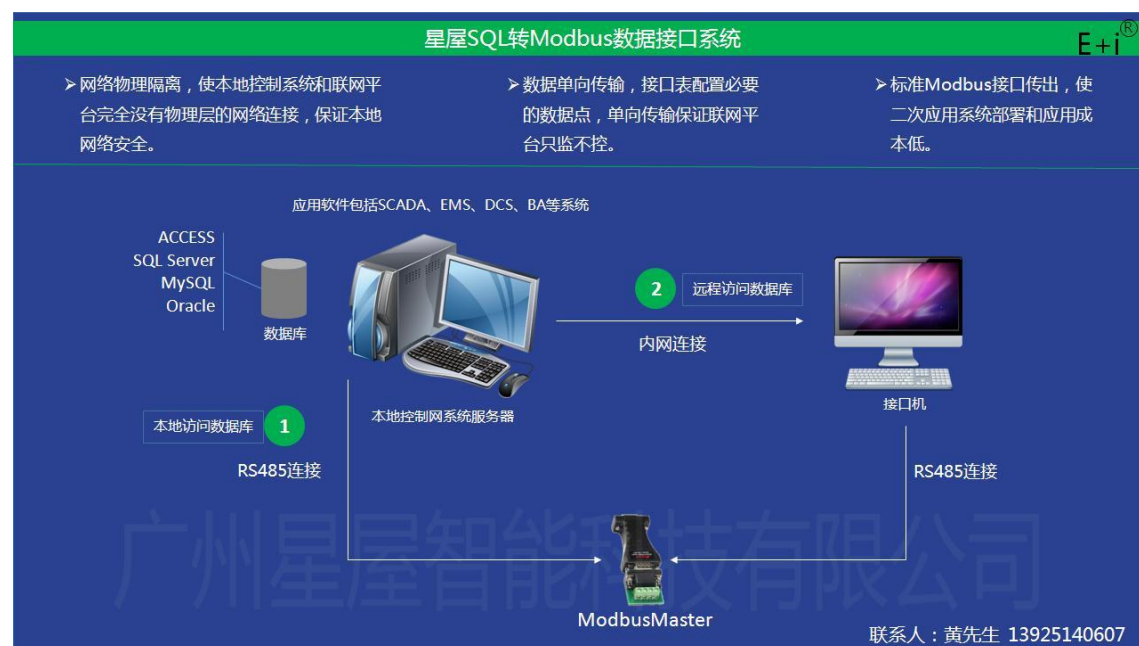 星屋SQL转Modbus数据接口系统
E+i®
➢网络物理隔离，使本地控制系统和联网平
台完全没有物理层的网络连接，保证本地
网络安全。
➢数据单向传输，接口表配置必要
的数据点，单向传输保证联网平
台只监不控。
➢标准Modbus接口传出，使
二次应用系统部署和应用成
本低。
应用软件包括SCADA、EMS、DCS、BA等系统
ACCESS
SQL Server
MySQL
Oracle
数据库
2
远程访问数据库
内网连接
接口机
本地控制网系统服务器
本地访问数据库
1
RS485连接
RS485连接
广州星屋智能科技有限公司
ModbusMaster
联系人：黄先生 13925140607